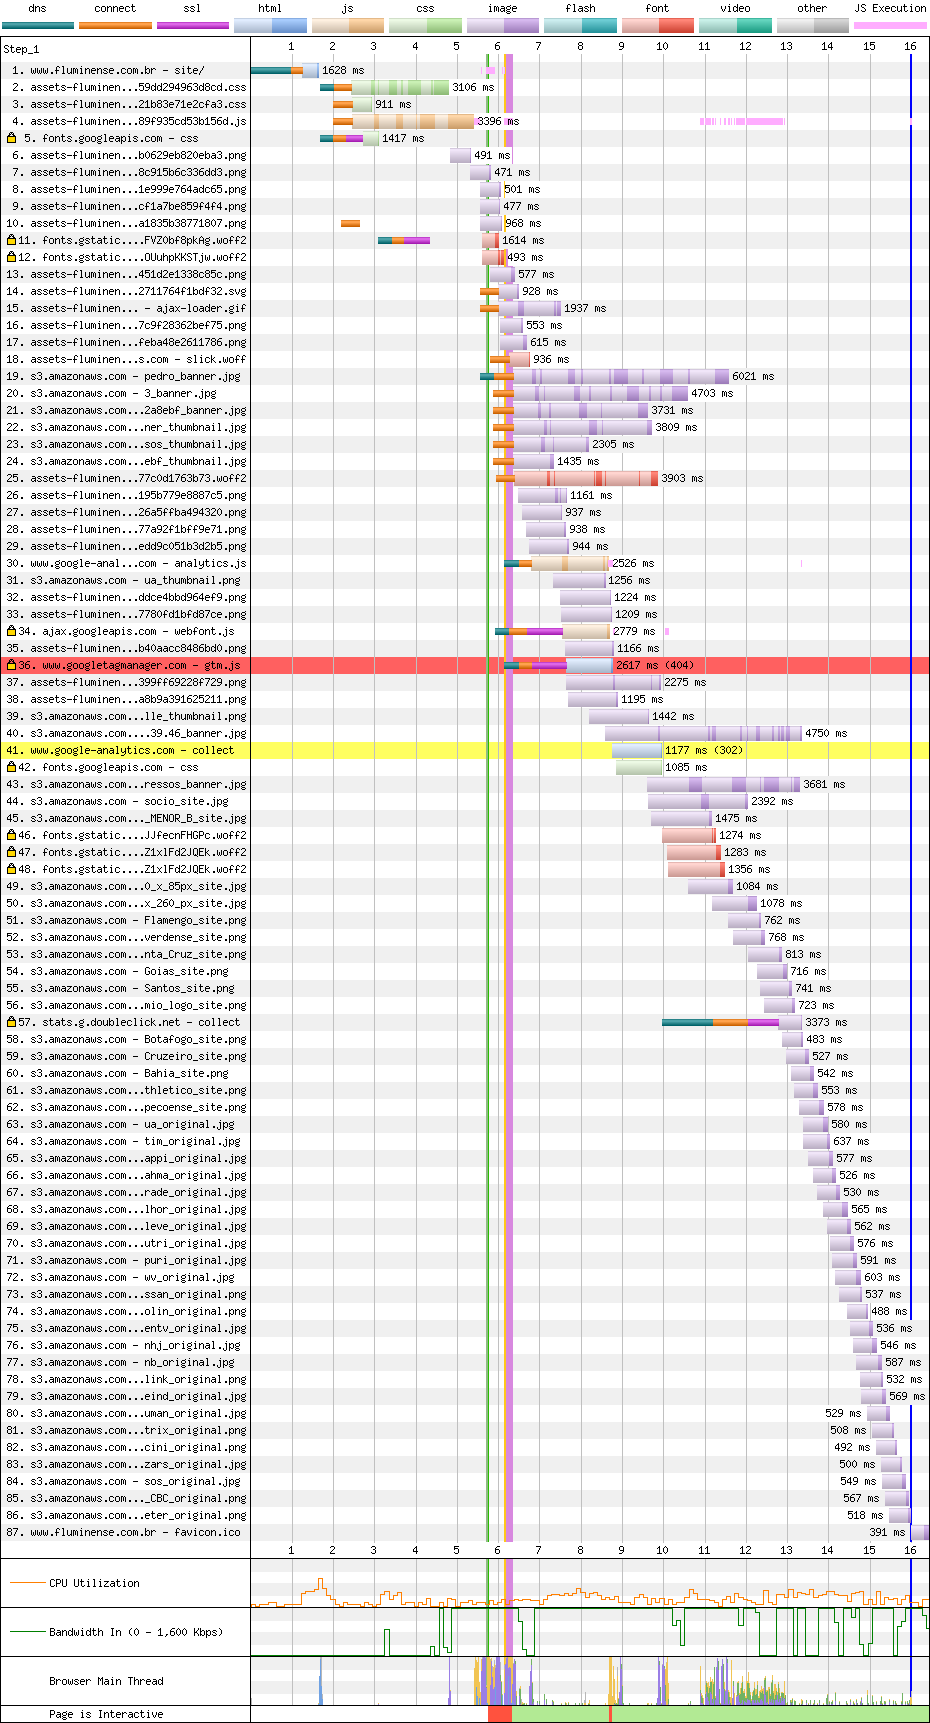 dns connect ssl html js css image flash font video other JS Execution
Step_1 1 2 3 4 5 6 7 8 9 10 11 12 13 14 15 16
1. www.fluminense.com.br - site/ 1628 ms
2. assets-fluminen...59dd294963d8cd.css 3106 ms
3. assets-fluminen...21b83e71e2cfa3.css 911 ms
4. assets-fluminen...89f935cd53b156d.js 3396 ms
5. fonts.googleapis.com - css 1417 ms
6. assets-fluminen...b0629eb820eba3.png 491 ms
7. assets-fluminen...8c915b6c336dd3.png 471 ms
8. assets-fluminen...1e999e764adc65.png 501 ms
9. assets-fluminen...cf1a7be859f4f4.png 477 ms
10. assets-fluminen...a1835b38771807.png 968 ms
11. fonts.gstatic....FVZ0bf8pkAg.woff2 1614 ms
12. fonts.gstatic....OUuhpKKSTjw.woff2 493 ms
13. assets-fluminen...451d2e1338c85c.png 577 ms
14. assets-fluminen...2711764f1bdf32.svg 928 ms
15. assets-fluminen... - ajax-loader.gif 1937 ms
16. assets-fluminen...7c9f28362bef75.png 553 ms
17. assets-fluminen...feba48e2611786.png 615 ms
18. assets-fluminen...s.com - slick.woff 936 ms
19. s3.amazonaws.com - pedro_banner.jpg 6021 ms
20. s3.amazonaws.com - 3_banner.jpg 4703 ms
21. s3.amazonaws.com...2a8ebf_banner.jpg 3731 ms
22. s3.amazonaws.com...ner_thumbnail.jpg 3809 ms
23. s3.amazonaws.com...sos_thumbnail.jpg 2305 ms
24. s3.amazonaws.com...ebf_thumbnail.jpg 1435 ms
25. assets-fluminen...77c0d1763b73.woff2 3903 ms
26. assets-fluminen...195b779e8887c5.png 1161 ms
27. assets-fluminen...26a5ffba494320.png 937 ms
28. assets-fluminen...77a92f1bff9e71.png 938 ms
29. assets-fluminen...edd9c051b3d2b5.png 944 ms
30. www.google-anal...com - analytics.js 2526 ms
31. s3.amazonaws.com - ua_thumbnail.png 1256 ms
32. assets-fluminen...ddce4bbd964ef9.png 1224 ms
33. assets-fluminen...7780fd1bfd87ce.png 1209 ms
34. ajax.googleapis.com - webfont.js 2779 ms
35. assets-fluminen...b40aacc8486bd0.png 1166 ms
36. www.googletagmanager.com - gtm.js 2617 ms (404)
37. assets-fluminen...399ff69228f729.png 2275 ms
38. assets-fluminen...a8b9a391625211.png 1195 ms
39. s3.amazonaws.com...lle_thumbnail.png 1442 ms
40. s3.amazonaws.com...39.46_banner.jpg 4750 ms
41. www.google-analytics.com - collect 1177 ms (302)
42. fonts.googleapis.com - css 1085 ms
43. s3.amazonaws.com...ressos_banner.jpg 3681 ms
44. s3.amazonaws.com - socio_site.jpg 2392 ms
45. s3.amazonaws.com..._MENOR_B_site.jpg 1475 ms
46. fonts.gstatic....JJfecnFHGPc.woff2 1274 ms
47. fonts.gstatic....Z1xlFd2JQEk.woff2 1283 ms
48. fonts.gstatic....Z1xlFd2JQEk.woff2 1356 ms
49. s3.amazonaws.com...0_x_85px_site.jpg 1084 ms
50. s3.amazonaws.com...x_260_px_site.jpg 1078 ms
51. s3.amazonaws.com - Flamengo_site.png 762 ms
52. s3.amazonaws.com...verdense_site.png 768 ms
53. s3.amazonaws.com...nta_Cruz_site.png 813 ms
54. s3.amazonaws.com - Goias_site.png 716 ms
55. s3.amazonaws.com - Santos_site.png 741 ms
56. s3.amazonaws.com...mio_logo_site.png 723 ms
57. stats.g.doubleclick.net - collect 3373 ms
58. s3.amazonaws.com - Botafogo_site.png 483 ms
59. s3.amazonaws.com - Cruzeiro_site.png 527 ms
60. s3.amazonaws.com - Bahia_site.png 542 ms
61. s3.amazonaws.com...thletico_site.png 553 ms
62. s3.amazonaws.com...pecoense_site.png 578 ms
63. s3.amazonaws.com - ua_original.jpg 580 ms
64. s3.amazonaws.com - tim_original.jpg 637 ms
65. s3.amazonaws.com...appi_original.jpg 577 ms
66. s3.amazonaws.com...ahma_original.jpg 526 ms
67. s3.amazonaws.com...rade_original.jpg 530 ms
68. s3.amazonaws.com...lhor_original.jpg 565 ms
69. s3.amazonaws.com...leve_original.jpg 562 ms
70. s3.amazonaws.com...utri_original.jpg 576 ms
71. s3.amazonaws.com - puri_original.jpg 591 ms
72. s3.amazonaws.com - wv_original.jpg 603 ms
73. s3.amazonaws.com...ssan_original.png 537 ms
74. s3.amazonaws.com...olin_original.png 488 ms
75. s3.amazonaws.com...entv_original.jpg 536 ms
76. s3.amazonaws.com - nhj_original.jpg 546 ms
77. s3.amazonaws.com - nb_original.jpg 587 ms
78. s3.amazonaws.com...link_original.png 532 ms
79. s3.amazonaws.com...eind_original.png 569 ms
80. s3.amazonaws.com...uman_original.jpg 529 ms
81. s3.amazonaws.com...trix_original.png 508 ms
82. s3.amazonaws.com...cini_original.png 492 ms
83. s3.amazonaws.com...zars_original.jpg 500 ms
84. s3.amazonaws.com - sos_original.jpg 549 ms
85. s3.amazonaws.com..._CBC_original.png 567 ms
86. s3.amazonaws.com...eter_original.png 518 ms
87. www.fluminense.com.br - favicon.ico 391 ms
1 2 3 4 5 6 7 8 9 10 11 12 13 14 15 16
CPU Utilization
Bandwidth In (0 - 1,600 Kbps)
Browser Main Thread
Page is Interactive